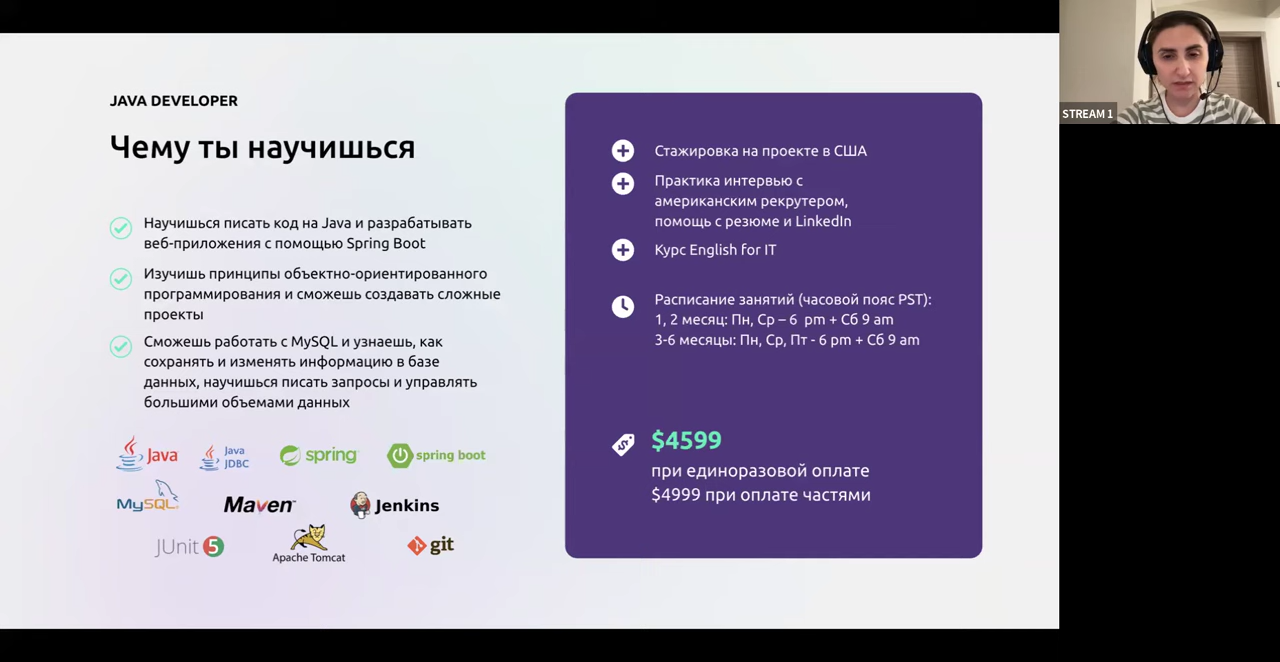 JAVA DEVELOPER
Чему ты научишься
Научишься писать код на Java и разрабатывать
веб-приложения с помощью Spring Boot
Изучишь принципы объектно-ориентированного
программирования и сможешь создавать сложные
проекты
Сможешь работать с MySQL и узнаешь, как
сохранять и изменять информацию в базе
данных, научишься писать запросы и управлять
большими объемами данных
Java
Java
JDBC
spring
spring boot
MySQL
Maven
Jenkins
JUnit 5
Apache Tomcat
git
Стажировка на проекте в США
Практика интервью с
американским рекрутером,
помощь с резюме и LinkedIn
Курс English for IT
Расписание занятий (часовой пояс PST):
1, 2 месяц: Пн, Ср – 6 pm + Сб 9 am
3-6 месяцы: Пн, Ср, Пт - 6 pm + Сб 9 am
$4599
при единоразовой оплате
$4999 при оплате частями
STREAM 1